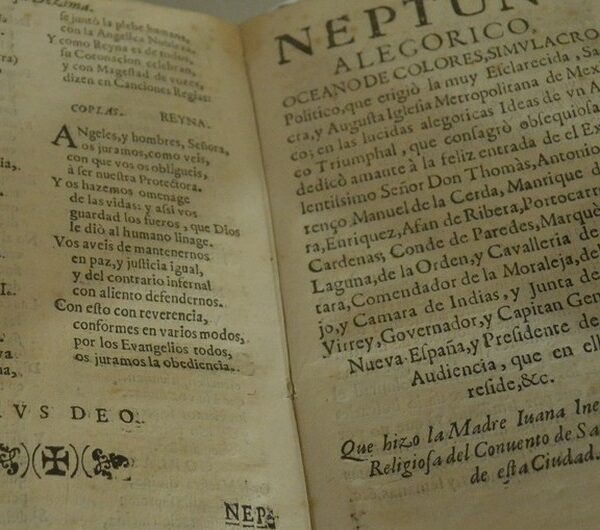 Dezima.
se juntò la plebe humana,
con la Angelica Nobleza,
Y como Reyna es de todos,
su Coronacion celebran,
y con Magestad de vozes,
dizen en Canciones Regias:
COPLAS. REYNA.
Angeles, y hombres, Señora,
os juramos, como veis,
con que vos os obligueis,
à ser nuestra Protectora.
Y os hazemos omenage
de las vidas: y assi vos
guardad los fueros, que Dios
le diò al humano linage.
Vos aveis de mantenernos
en paz, y justicia igual,
y del contrario infernal
con aliento defendernos.
Con esto con reverencia,
conformes en varios modos,
por los Evangelios todos,
os juramos la obediencia.
VS DEO.
NEP
NEPTUN
ALEGORICO,
OCEANO DE COLORES, SIMVLACRO
Politico, que erigiò la muy Esclarecida, Sa
cra, y Augusta Iglesia Metropolitana de Mex
co; en las lucidas alegoricas Ideas de vn A
co Triumphal, que consagrò obsequiosa
dedicò amante à la feliz entrada de el Ex
lentissimo Señor Don Thomàs, Antonio
renço Manuel de la Cerda, Manrique d
ra, Enriquez, Afan de Ribera, Portocarr
Cardenas; Conde de Paredes, Marquè
Laguna, de la Orden, y Cavalleria de
tara, Comendador de la Moraleja, del
jo, y Camara de Indias, y Junta de
Virrey, Governador, y Capitan Gen
Nueva-España, y Presidente de
Audiencia, que en ell
reside, &c.
Que hizo la Madre Iuana Ine
Religiosa del Convento de Sa
de esta Ciudad.